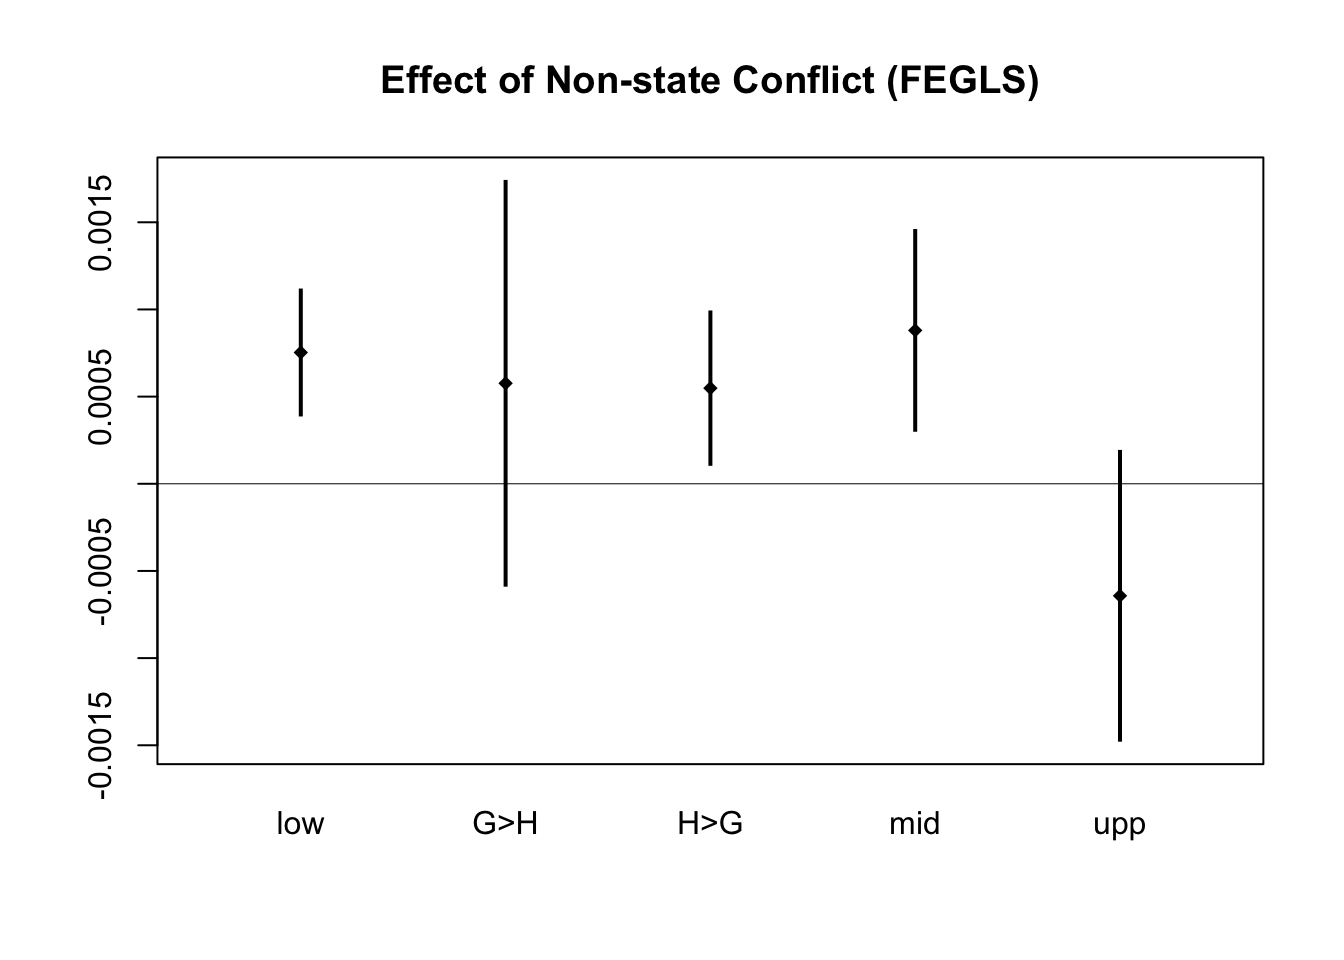 Effect of Non-state Conflict (FEGLS)
0.0015
0.0005
-0.0005
-0.0015
low G>H H>G mid upp